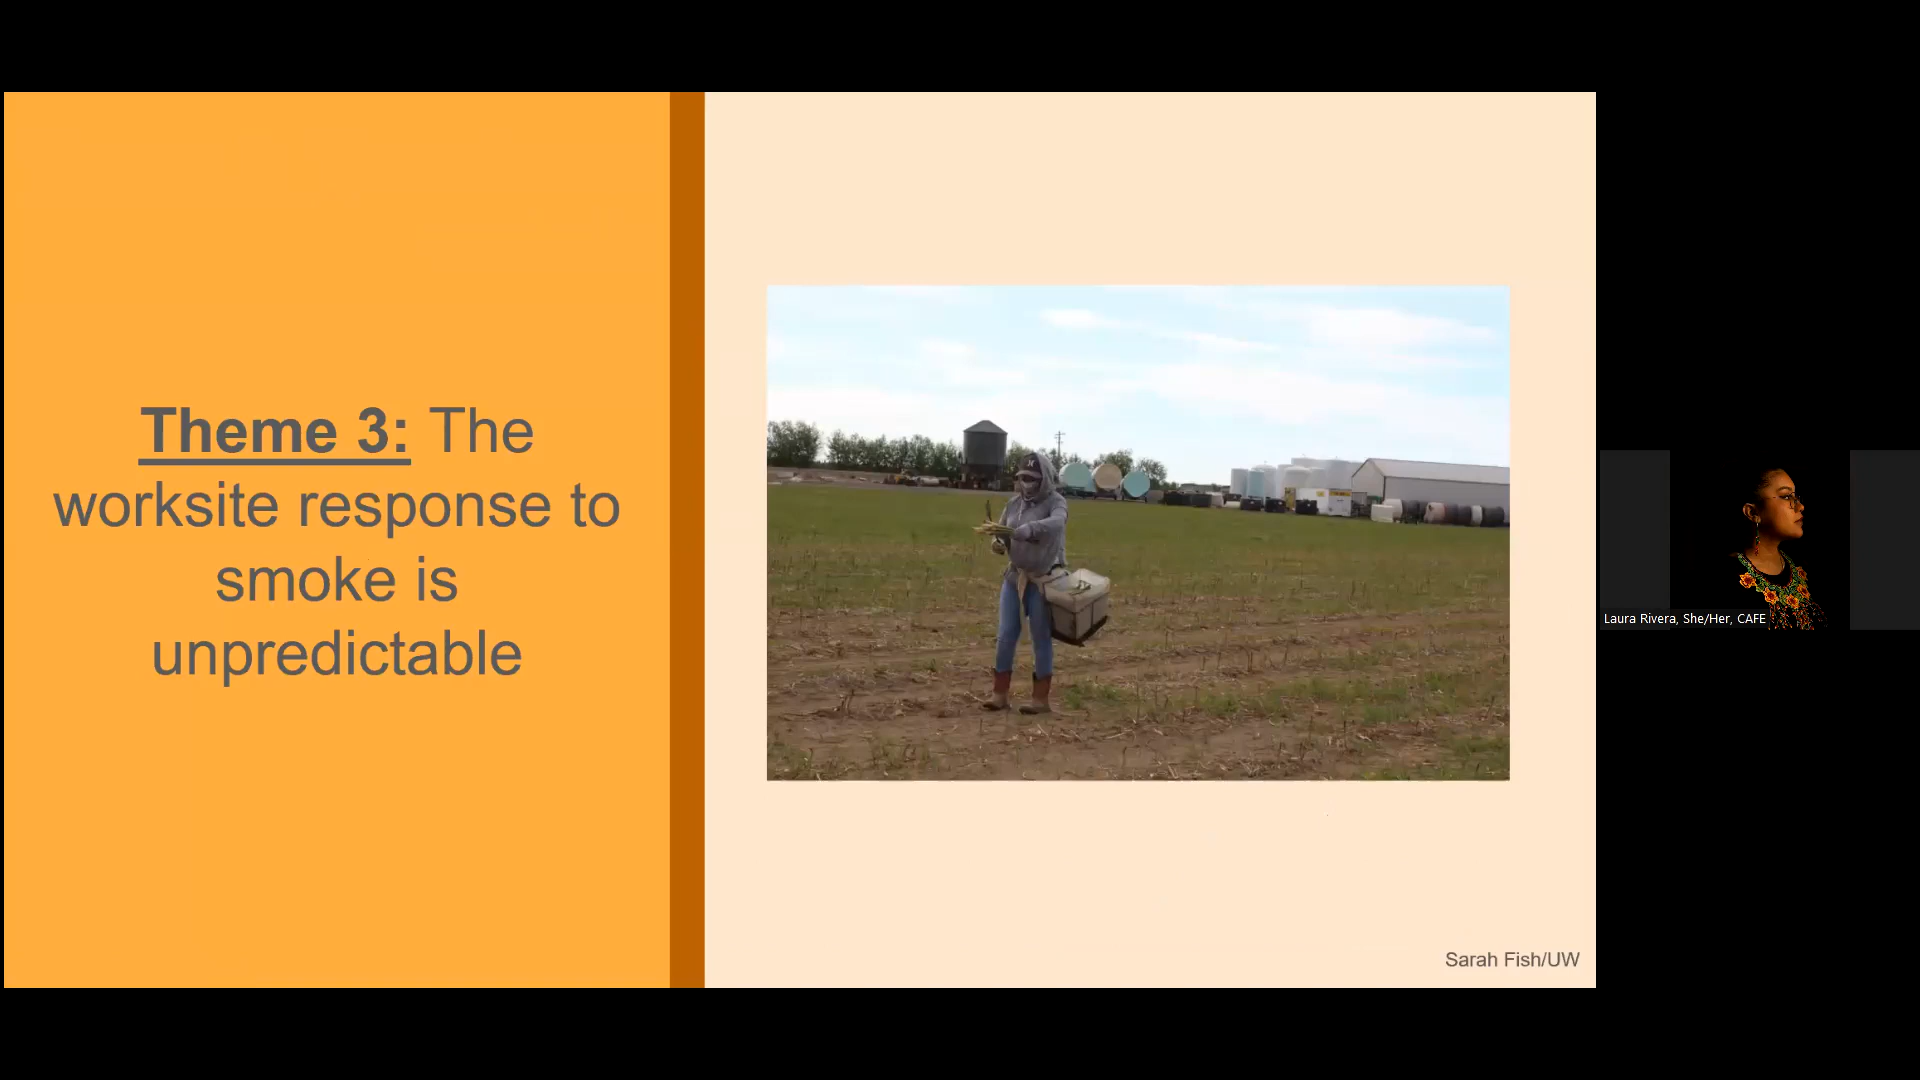 Theme 3: The
worksite response to
smoke is
unpredictable
Sarah Fish/UW
Laura Rivera, She/Her, CAFE